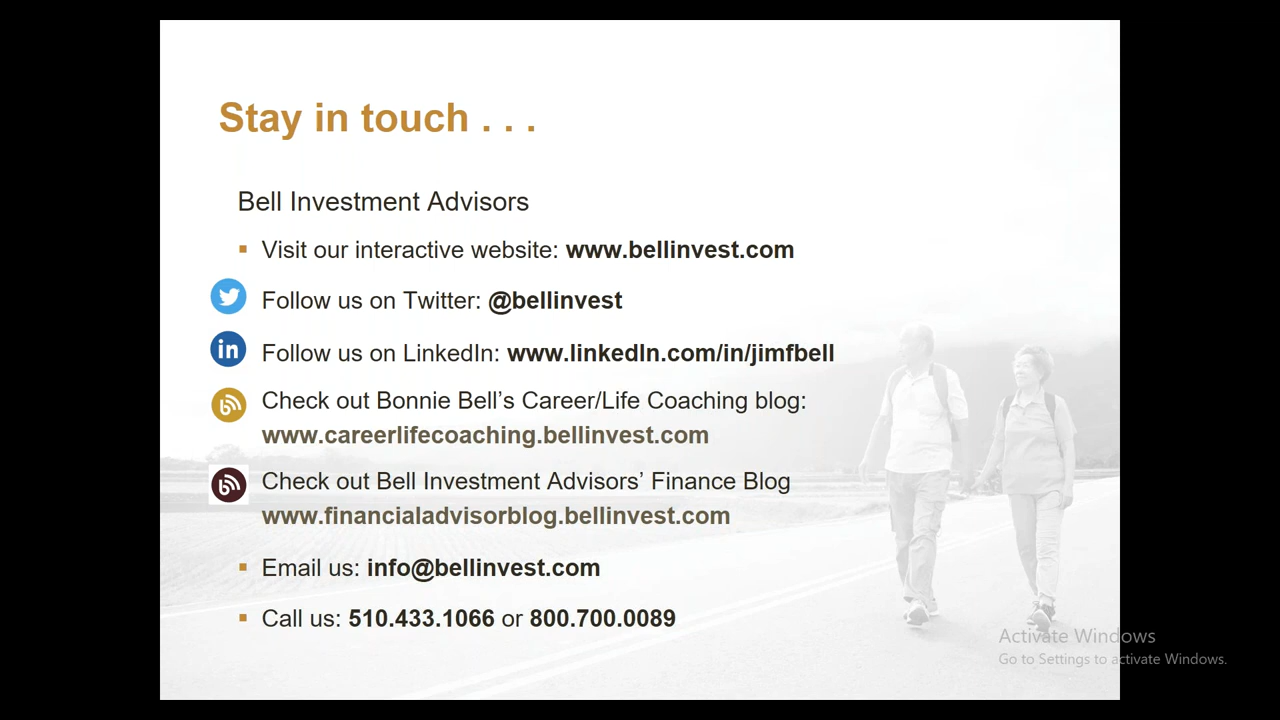 Stay in touch . . .
Bell Investment Advisors
Visit our interactive website: www.bellinvest.com
Follow us on Twitter: @bellinvest
in Follow us on LinkedIn: www.linkedIn.com/in/jimfbell
Check out Bonnie Bell’s Career/Life Coaching blog:
www.careerlifecoaching.bellinvest.com
Check out Bell Investment Advisors’ Finance Blog
www.financialadvisorblog.bellinvest.com
Email us: info@bellinvest.com
Call us: 510.433.1066 or 800.700.0089
Activate Windows
Go to Settings to activate Windows.